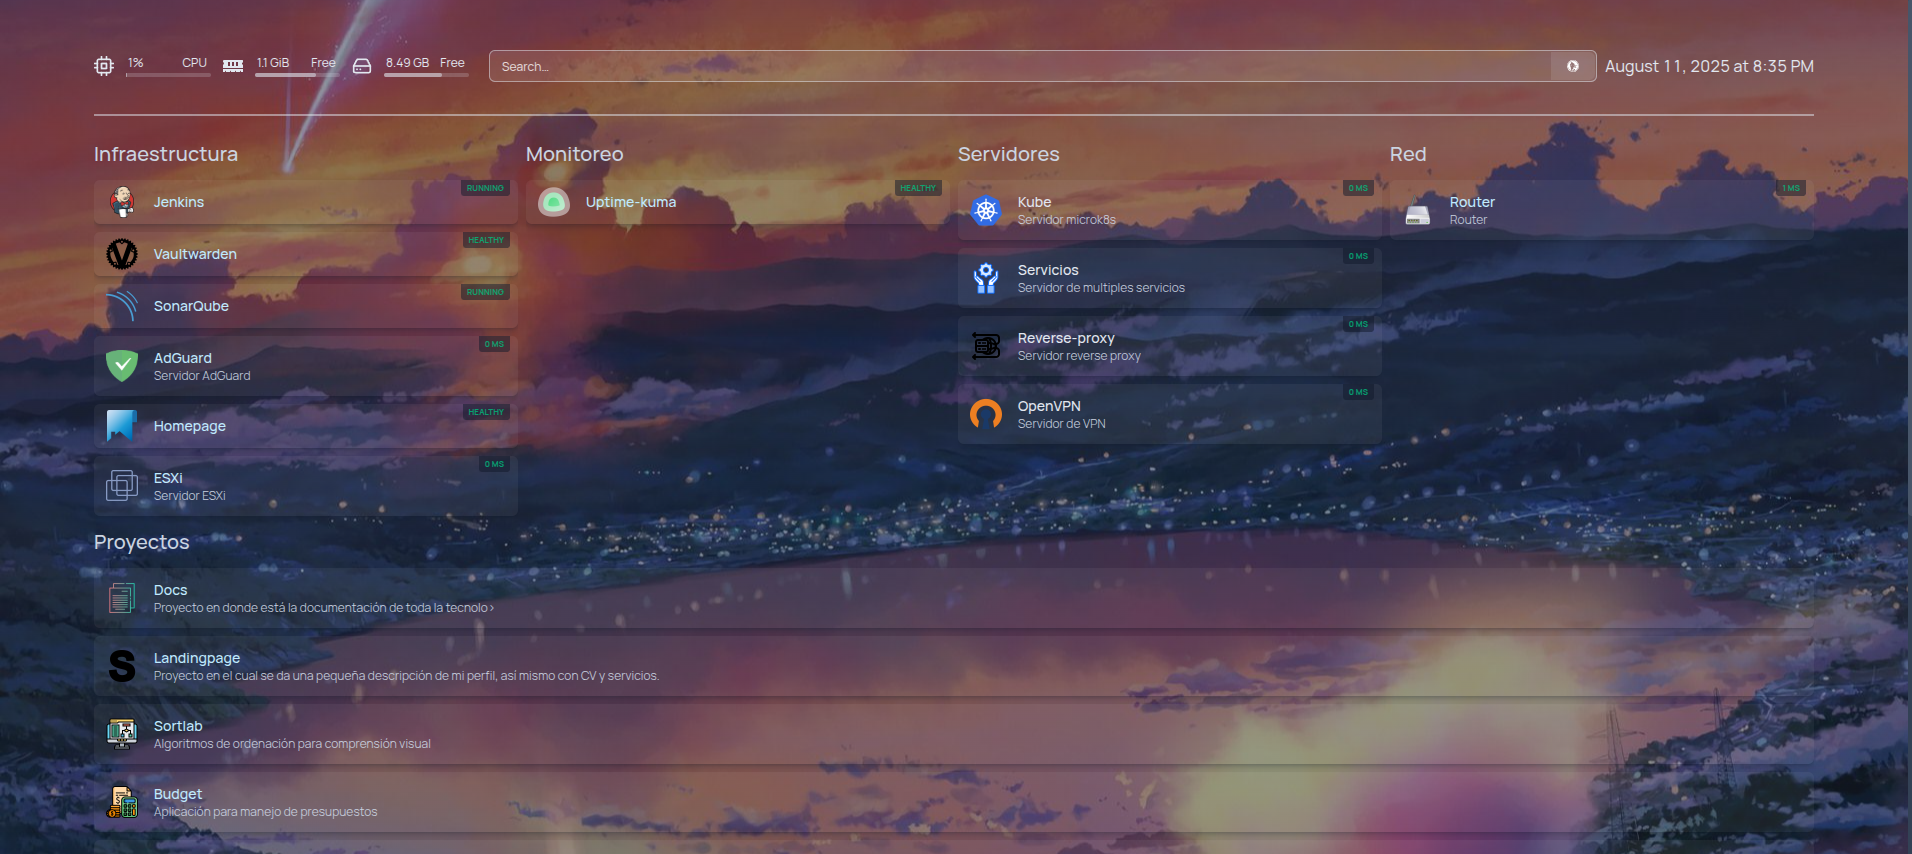 1% CPU
1.1 GiB Free
8.49 GB Free
Search...
August 11, 2025 at 8:35 PM
Infraestructura
Jenkins
RUNNING
Vaultwarden
HEALTHY
SonarQube
RUNNING
AdGuard
Servidor AdGuard
0 MS
Homepage
HEALTHY
ESXi
Servidor ESXi
0 MS
Monitoreo
Uptime-kuma
HEALTHY
Servidores
Kube
Servidor microk8s
0 MS
Servicios
Servidor de multiples servicios
0 MS
Reverse-proxy
Servidor reverse proxy
0 MS
OpenVPN
Servidor de VPN
0 MS
Red
Router
Router
1 MS
Proyectos
Docs
Proyecto en donde está la documentación de toda la tecnolo>
S
Landingpage
Proyecto en el cual se da una pequeña descripción de mi perfil, así mismo con CV y servicios.
Sortlab
Algoritmos de ordenación para comprensión visual
Budget
Aplicación para manejo de presupuestos